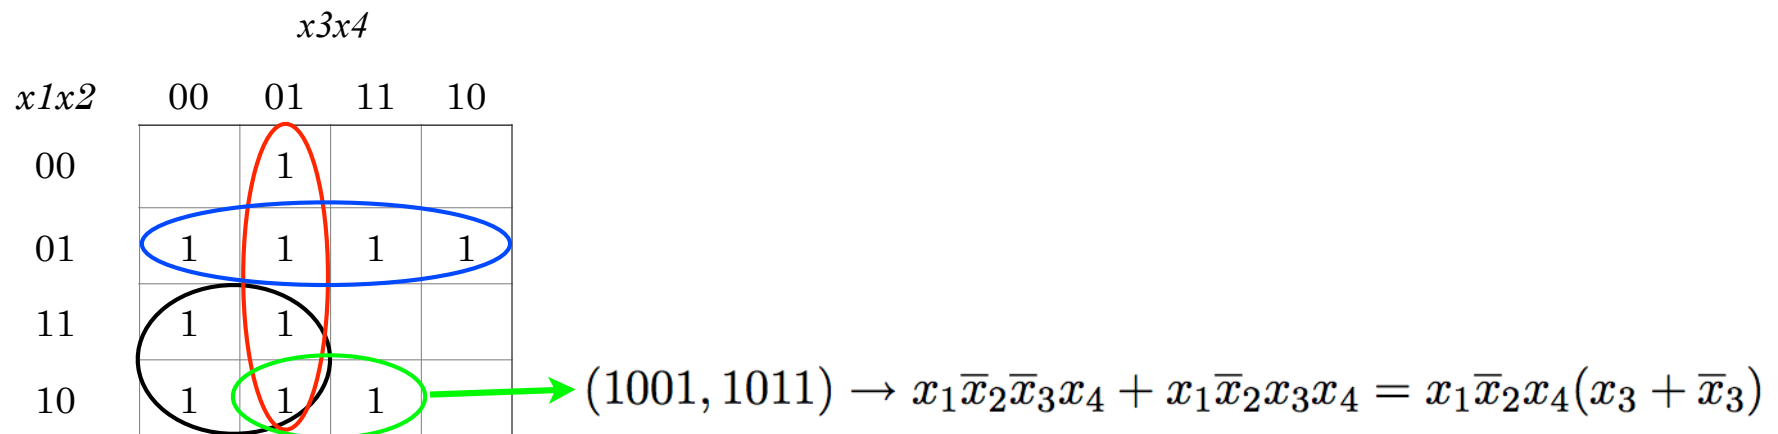 x3x4
x1x2 00 01 11 10
00 1
01 1 1 1 1
11 1 1
10 1 1 1 (1001, 1011) → x₁x̅₂x̅₃x₄ + x₁x̅₂x₃x₄ = x₁x̅₂x₄(x₃ + x̅₃)